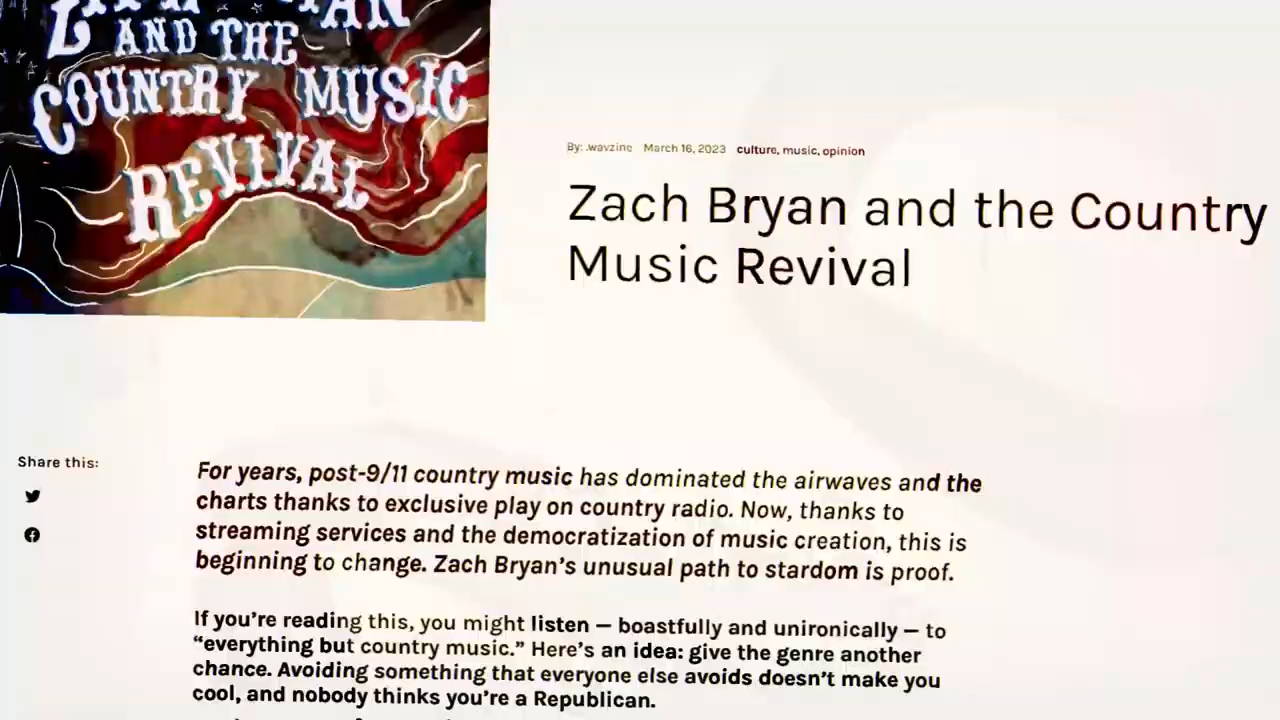 AND THE
COUNTRY MUSIC
REVIVAL
By: .wavzine March 16, 2023 culture, music, opinion
Zach Bryan and the Country
Music Revival
Share this:
For years, post-9/11 country music has dominated the airwaves and the
charts thanks to exclusive play on country radio. Now, thanks to
streaming services and the democratization of music creation, this is
beginning to change. Zach Bryan’s unusual path to stardom is proof.
If you’re reading this, you might listen — boastfully and unironically — to
“everything but country music.” Here’s an idea: give the genre another
chance. Avoiding something that everyone else avoids doesn’t make you
cool, and nobody thinks you’re a Republican.